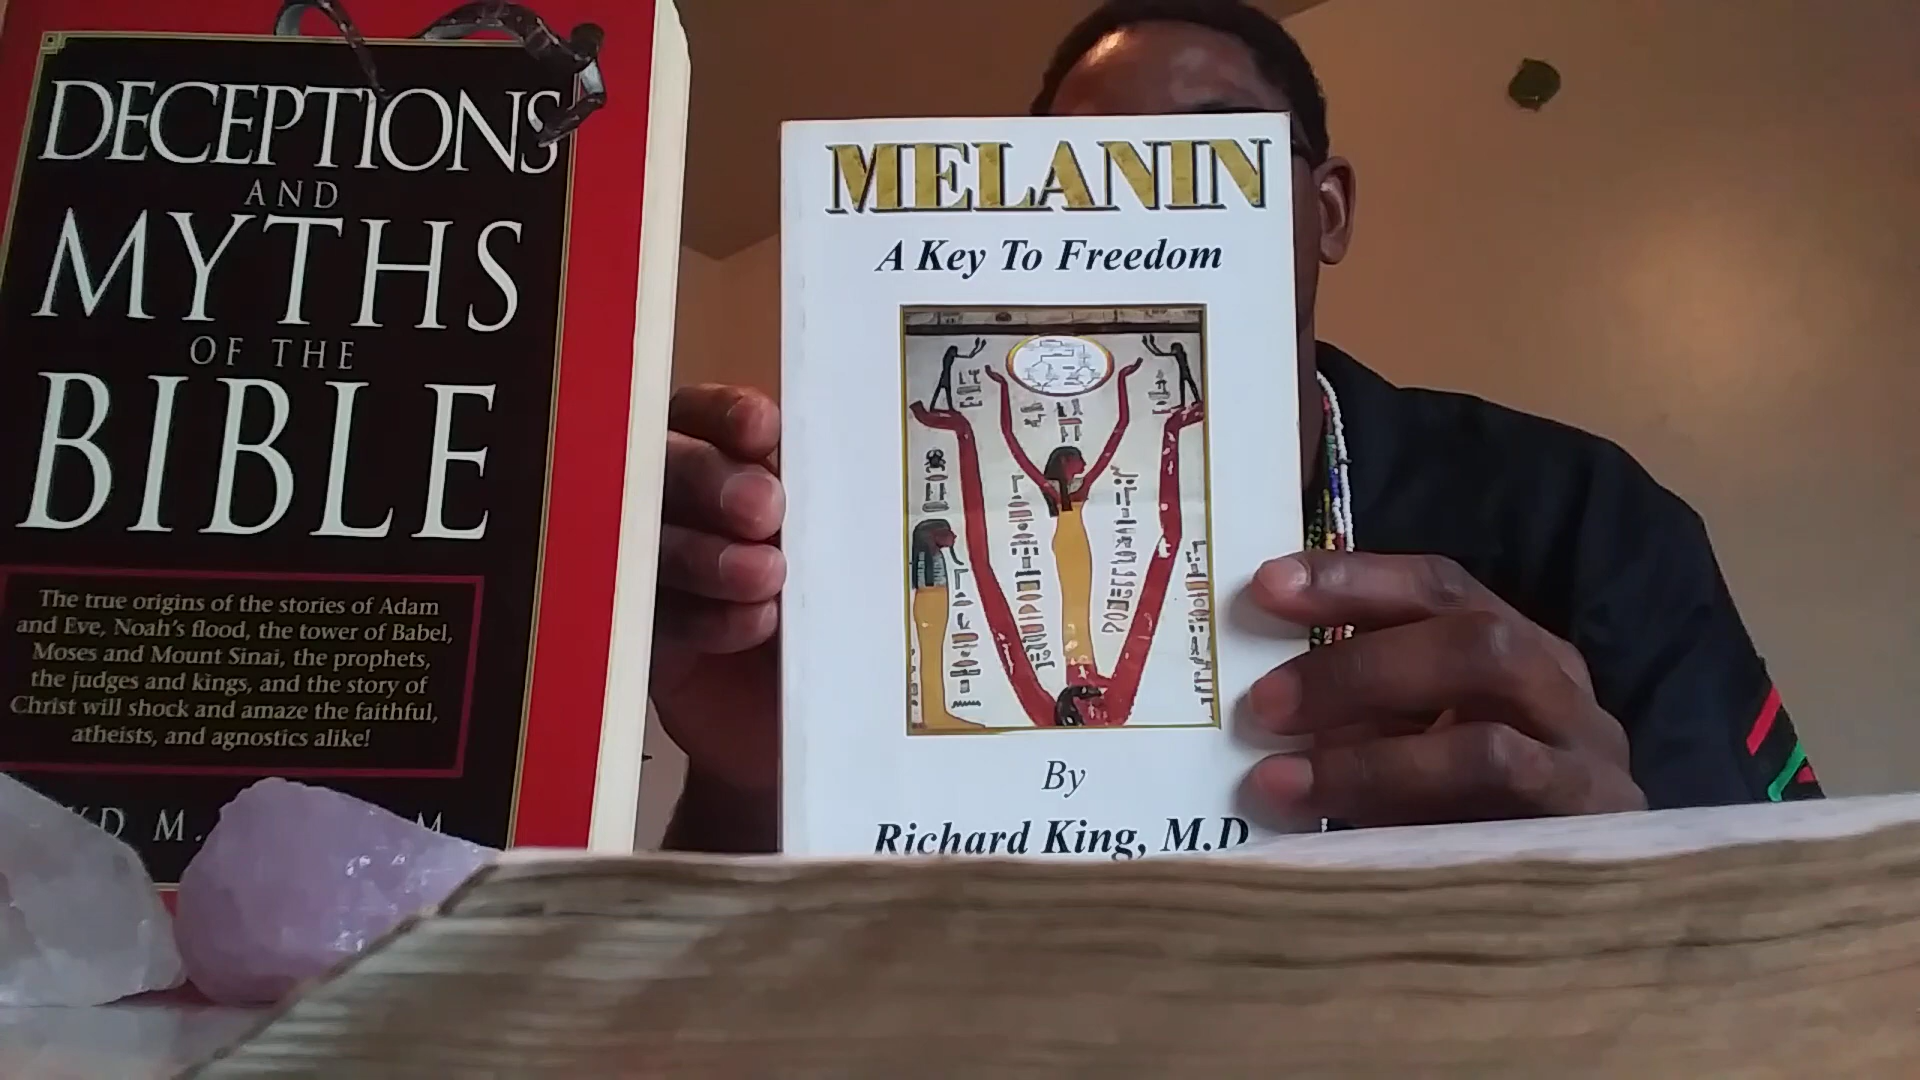 DECEPTIONS
AND
MYTHS
OF THE
BIBLE
The true origins of the stories of Adam
and Eve, Noah's flood, the tower of Babel,
Moses and Mount Sinai, the prophets,
the judges and kings, and the story of
Christ will shock and amaze the faithful,
atheists, and agnostics alike!
M.
MELANIN
A Key To Freedom
By
Richard King, M.D